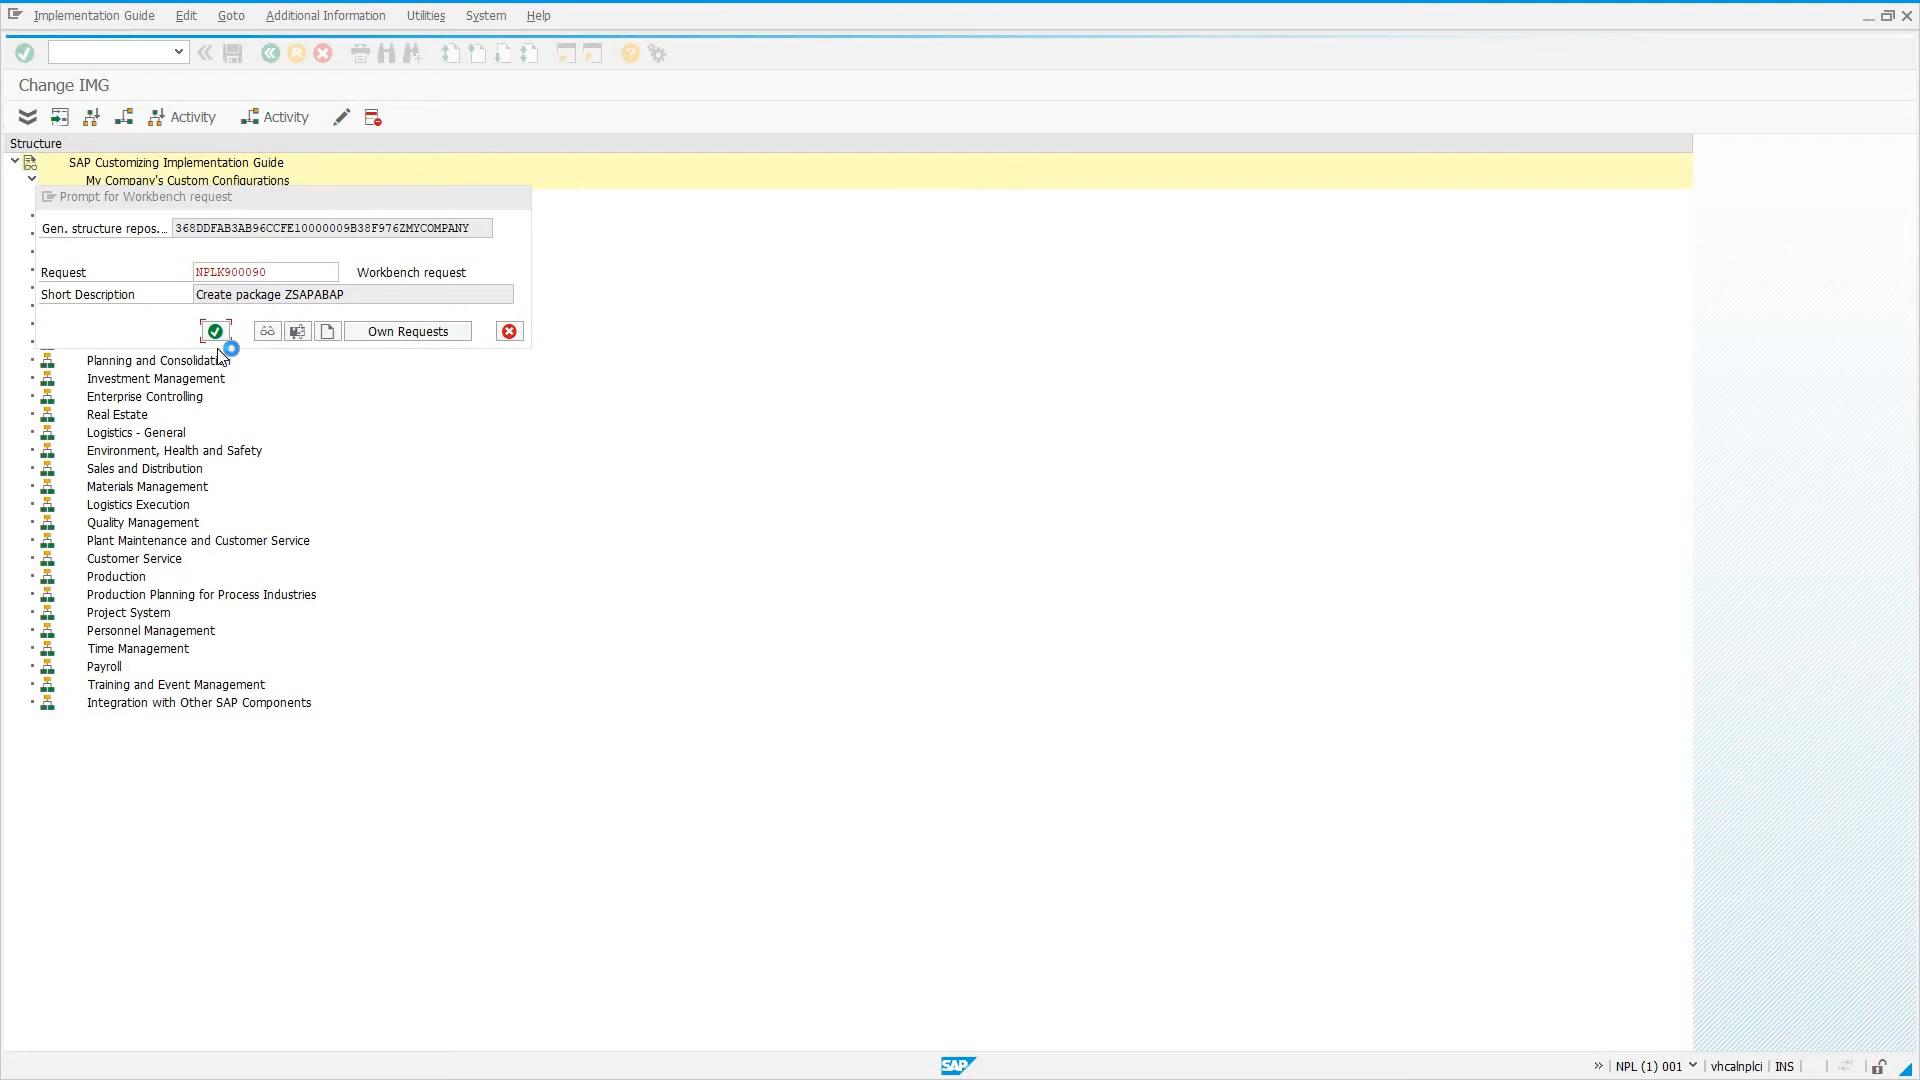 Implementation Guide Edit Goto Additional Information Utilities System Help
Change IMG
Activity Activity
Structure
SAP Customizing Implementation Guide
My Company's Custom Configurations
Prompt for Workbench request
Gen. structure repos... 368DDFAB3AB96CCFE10000009B38F976ZMYCOMPANY
Request NPLK900090 Workbench request
Short Description Create package ZSAPABAP
Own Requests
Planning and Consolidation
Investment Management
Enterprise Controlling
Real Estate
Logistics - General
Environment, Health and Safety
Sales and Distribution
Materials Management
Logistics Execution
Quality Management
Plant Maintenance and Customer Service
Customer Service
Production
Production Planning for Process Industries
Project System
Personnel Management
Time Management
Payroll
Training and Event Management
Integration with Other SAP Components
SAP NPL (1) 001 vhcalnplci INS